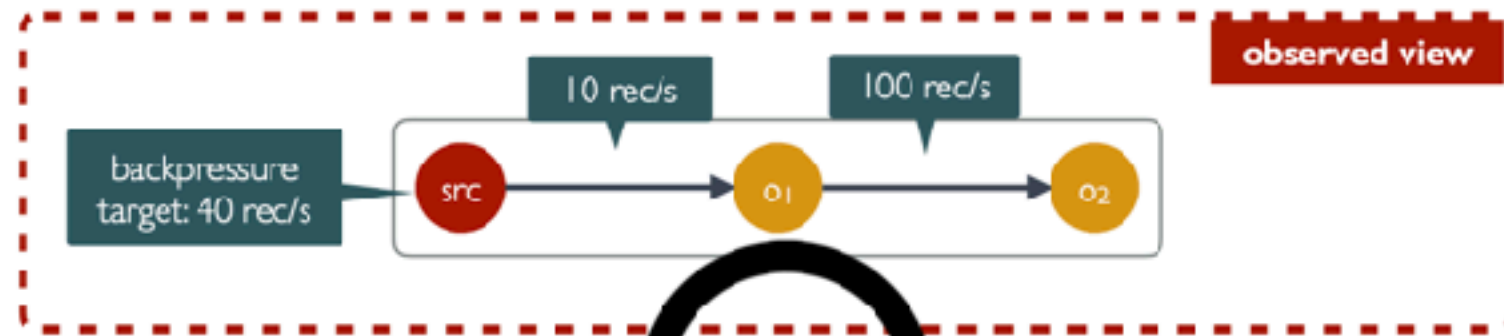 observed view
10 rec/s
100 rec/s
backpressure
target: 40 rec/s
src
o1
o2